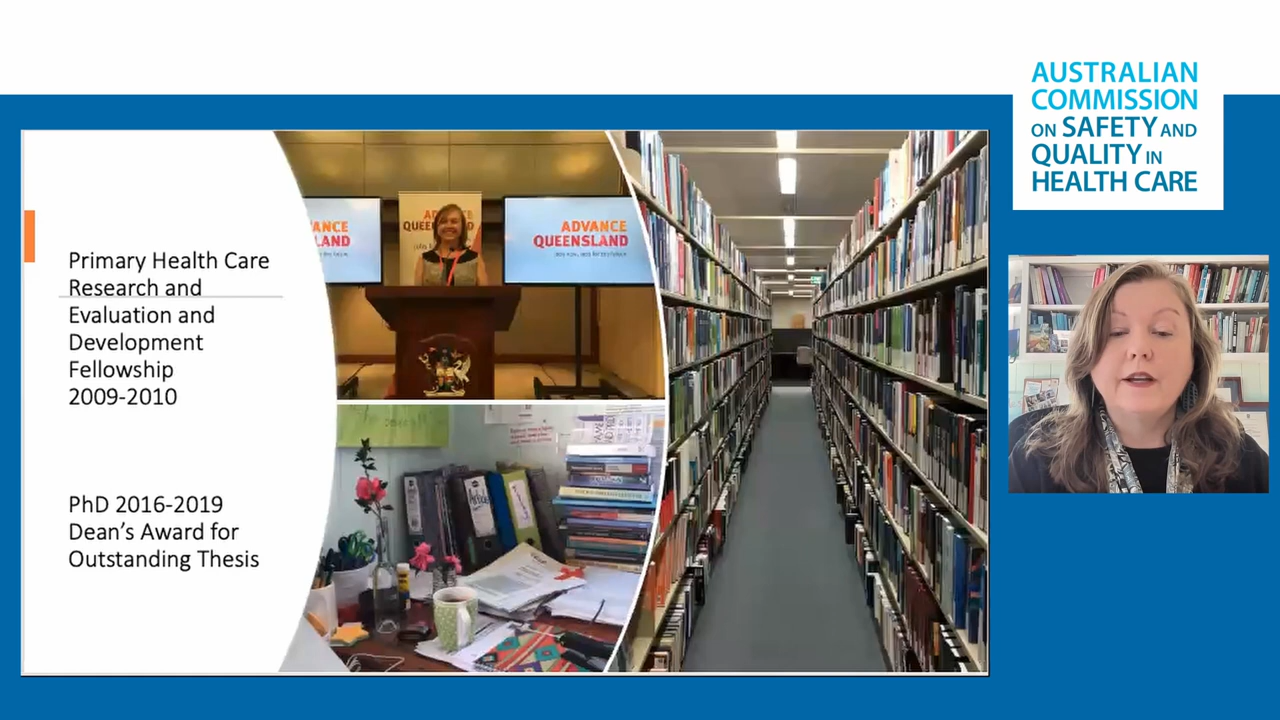 AUSTRALIAN
COMMISSION
ON SAFETY AND
QUALITY IN
HEALTH CARE
Primary Health Care
Research and
Evaluation and
Development
Fellowship
2009-2010
PhD 2016-2019
Dean's Award for
Outstanding Thesis
ADVANCE
QUEENSLAND